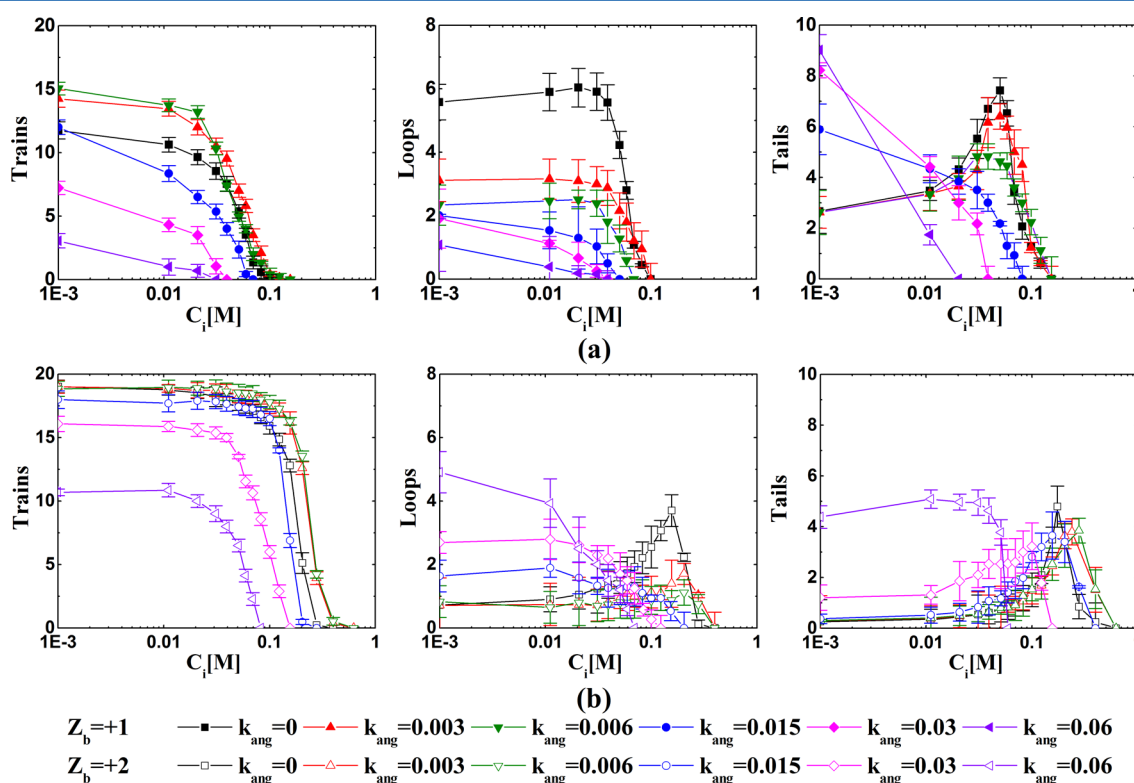 20
15
10
5
0
Trains
1E-3 0.01 0.1 1
C_i[M]
8
6
4
2
0
Loops
1E-3 0.01 0.1 1
C_i[M]
10
8
6
4
2
0
Tails
1E-3 0.01 0.1 1
C_i[M]
(a)
20
15
10
5
0
Trains
1E-3 0.01 0.1 1
C_i[M]
8
6
4
2
0
Loops
1E-3 0.01 0.1 1
C_i[M]
10
8
6
4
2
0
Tails
1E-3 0.01 0.1 1
C_i[M]
(b)
Z_b=+1 k_ang=0 k_ang=0.003 k_ang=0.006 k_ang=0.015 k_ang=0.03 k_ang=0.06
Z_b=+2 k_ang=0 k_ang=0.003 k_ang=0.006 k_ang=0.015 k_ang=0.03 k_ang=0.06